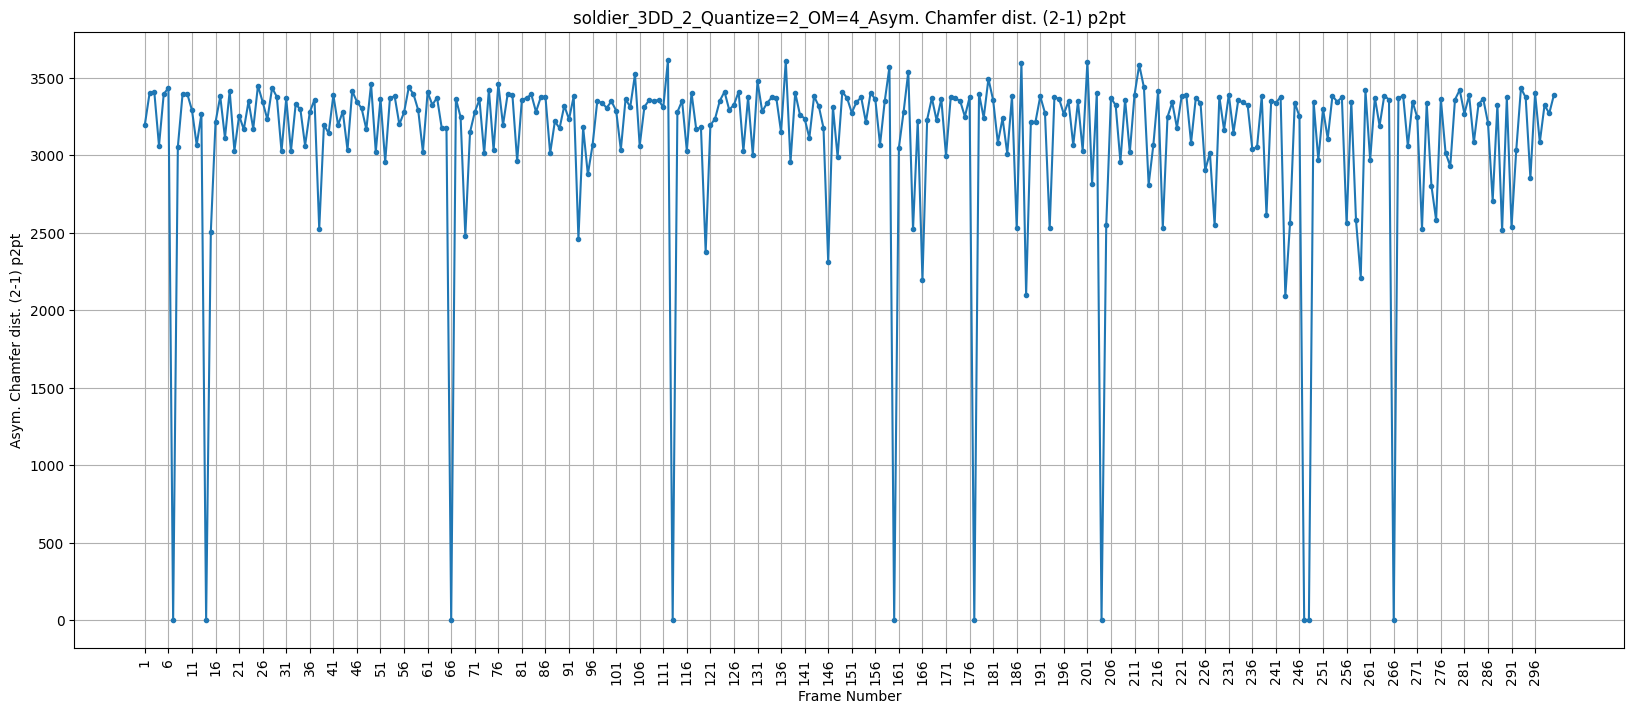 soldier_3DD_2_Quantize=2_OM=4_Asym. Chamfer dist. (2-1) p2pt
Asym. Chamfer dist. (2-1) p2pt
3500
3000
2500
2000
1500
1000
500
0
1 6 11 16 21 26 31 36 41 46 51 56 61 66 71 76 81 86 91 96 101 106 111 116 121 126 131 136 141 146 151 156 161 166 171 176 181 186 191 196 201 206 211 216 221 226 231 236 241 246 251 256 261 266 271 276 281 286 291 296
Frame Number